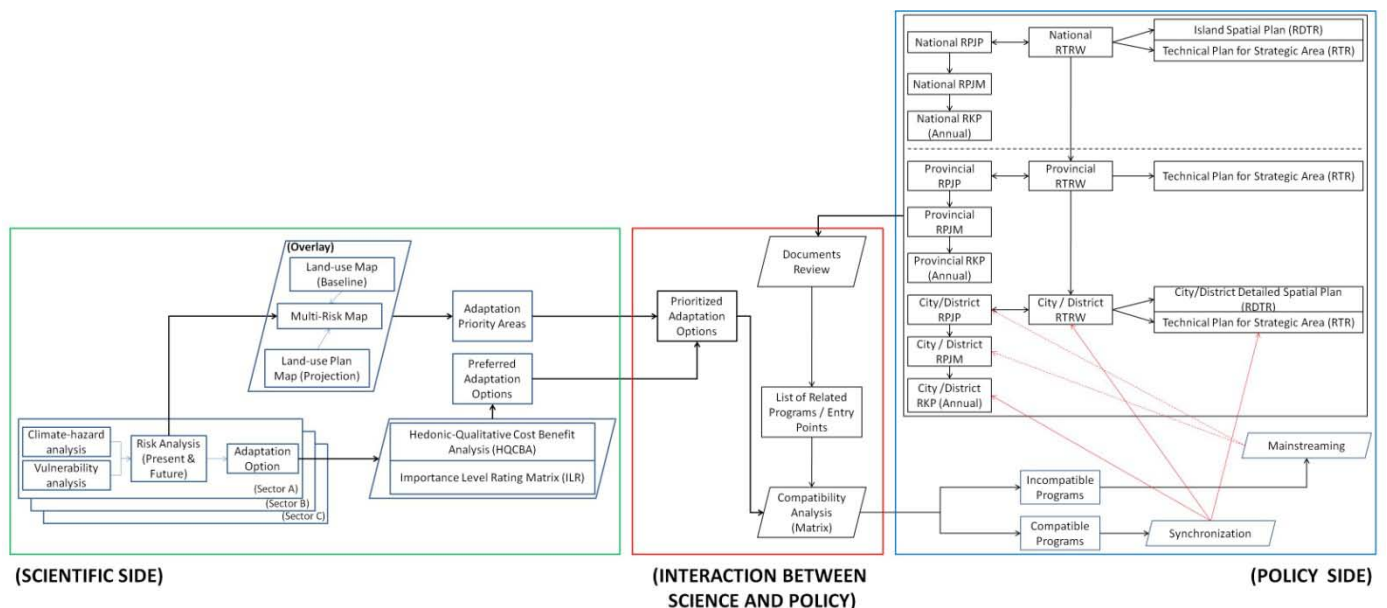 National RPJP
National
RTRW
Island Spatial Plan (RDTR)
Technical Plan for Strategic Area (RTR)
National RPJM
National RKP
(Annual)
Provincial
RPJP
Provincial
RTRW
Technical Plan for Strategic Area (RTR)
Provincial
RPJM
Provincial RKP
(Annual)
City/District
RPJP
City / District
RTRW
City/District Detailed Spatial Plan
(RDTR)
Technical Plan for Strategic Area (RTR)
City / District
RPJM
City /District
RKP (Annual)
Mainstreaming
Incompatible
Programs
Compatible
Programs
Synchronization
(Overlay)
Land-use Map
(Baseline)
Multi-Risk Map
Land-use Plan
Map (Projection)
Adaptation
Priority Areas
Preferred
Adaptation
Options
Climate-hazard
analysis
Vulnerability
analysis
Risk Analysis
(Present &
Future)
Adaptation
Option
(Sector A)
(Sector B)
(Sector C)
Hedonic-Qualitative Cost Benefit
Analysis (HQCBA)
Importance Level Rating Matrix (ILR)
Prioritized
Adaptation
Options
Documents
Review
List of Related
Programs / Entry
Points
Compatibility
Analysis
(Matrix)
(SCIENTIFIC SIDE)
(INTERACTION BETWEEN
SCIENCE AND POLICY)
(POLICY SIDE)